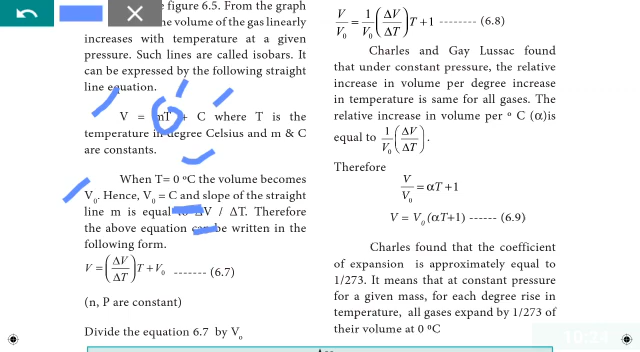 e figure 6.5. From the graph
he volume of the gas linearly
increases with temperature at a given
pressure. Such lines are called isobars. It
can be expressed by the following straight
line equation.
V = mT + C where T is the
temperature in degree Celsius and m & C
are constants.
When T= 0 ºC the volume becomes
V₀. Hence, V₀ = C and slope of the straight
line m is equal to ΔV / ΔT. Therefore
the above equation can be written in the
following form.
V = (ΔV/ΔT) T + V₀ ------- (6.7)
(n, P are constant)
Divide the equation 6.7 by V₀
V/V₀ = 1/V₀ (ΔV/ΔT) T + 1 -------- (6.8)
Charles and Gay Lussac found
that under constant pressure, the relative
increase in volume per degree increase
in temperature is same for all gases. The
relative increase in volume per º C (α)is
equal to 1/V₀ (ΔV/ΔT).
Therefore
V/V₀ = αT + 1
V = V₀ (αT+1) ------ (6.9)
Charles found that the coefficient
of expansion is approximately equal to
1/273. It means that at constant pressure
for a given mass, for each degree rise in
temperature, all gases expand by 1/273 of
their volume at 0 ºC